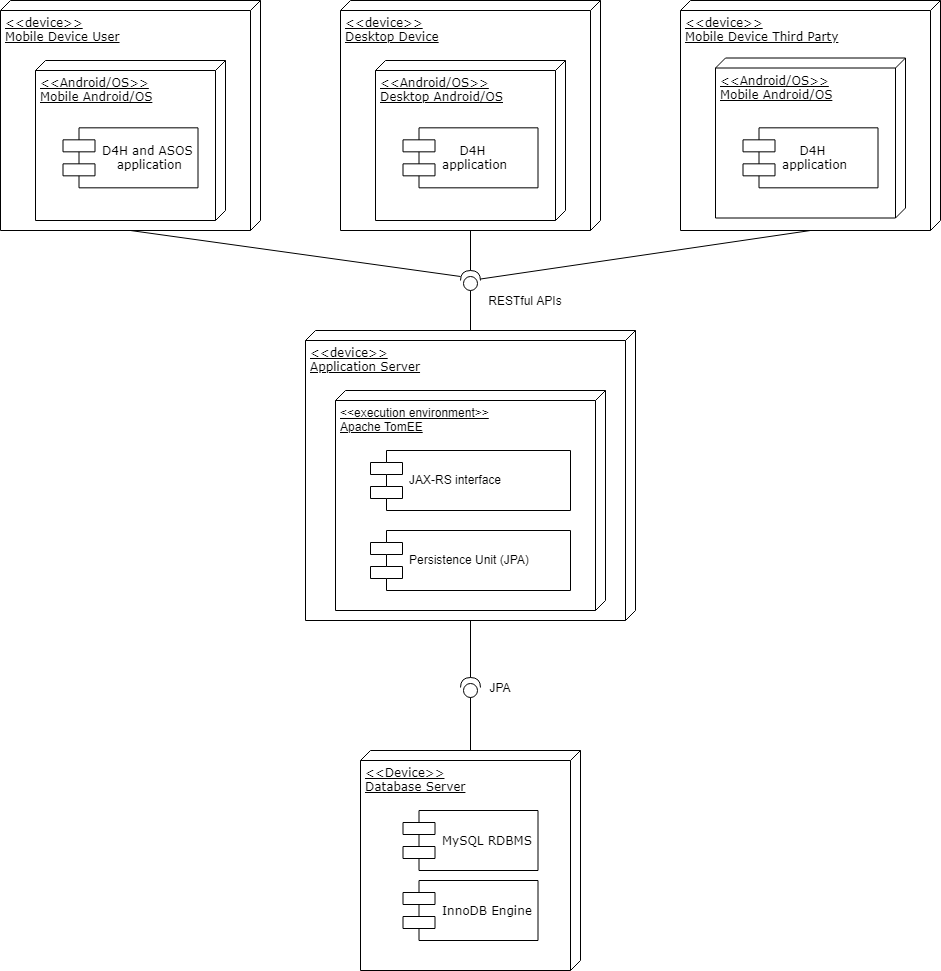 <<device>>
Mobile Device User
<<Android/OS>>
Mobile Android/OS
D4H and ASOS
application
<<device>>
Desktop Device
<<Android/OS>>
Desktop Android/OS
D4H
application
<<device>>
Mobile Device Third Party
<<Android/OS>>
Mobile Android/OS
D4H
application
RESTful APIs
<<device>>
Application Server
<<execution environment>>
Apache TomEE
JAX-RS interface
Persistence Unit (JPA)
JPA
<<Device>>
Database Server
MySQL RDBMS
InnoDB Engine